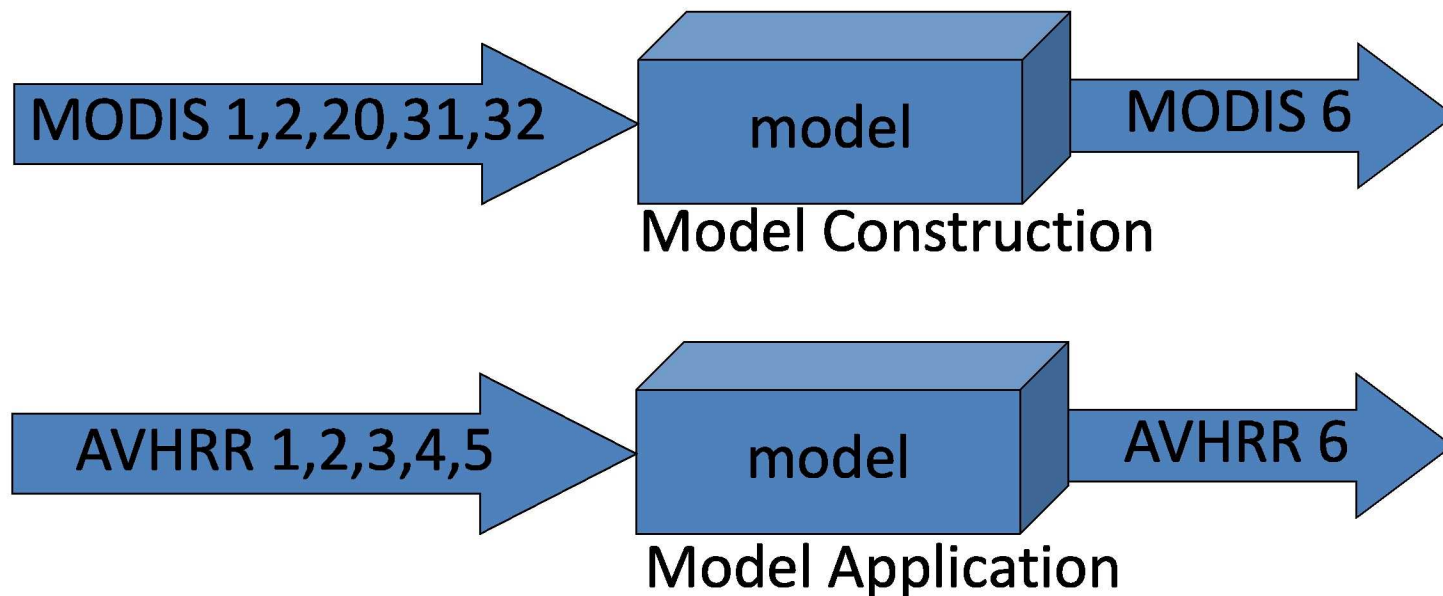 MODIS 1,2,20,31,32
model
MODIS 6
Model Construction
AVHRR 1,2,3,4,5
model
AVHRR 6
Model Application